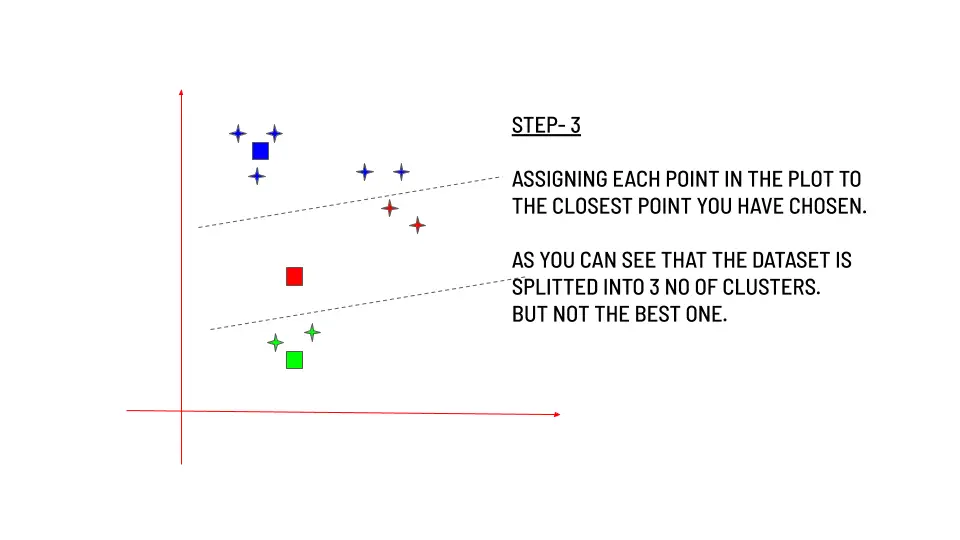 STEP- 3
ASSIGNING EACH POINT IN THE PLOT TO
THE CLOSEST POINT YOU HAVE CHOSEN.
AS YOU CAN SEE THAT THE DATASET IS
SPLITTED INTO 3 NO OF CLUSTERS.
BUT NOT THE BEST ONE.